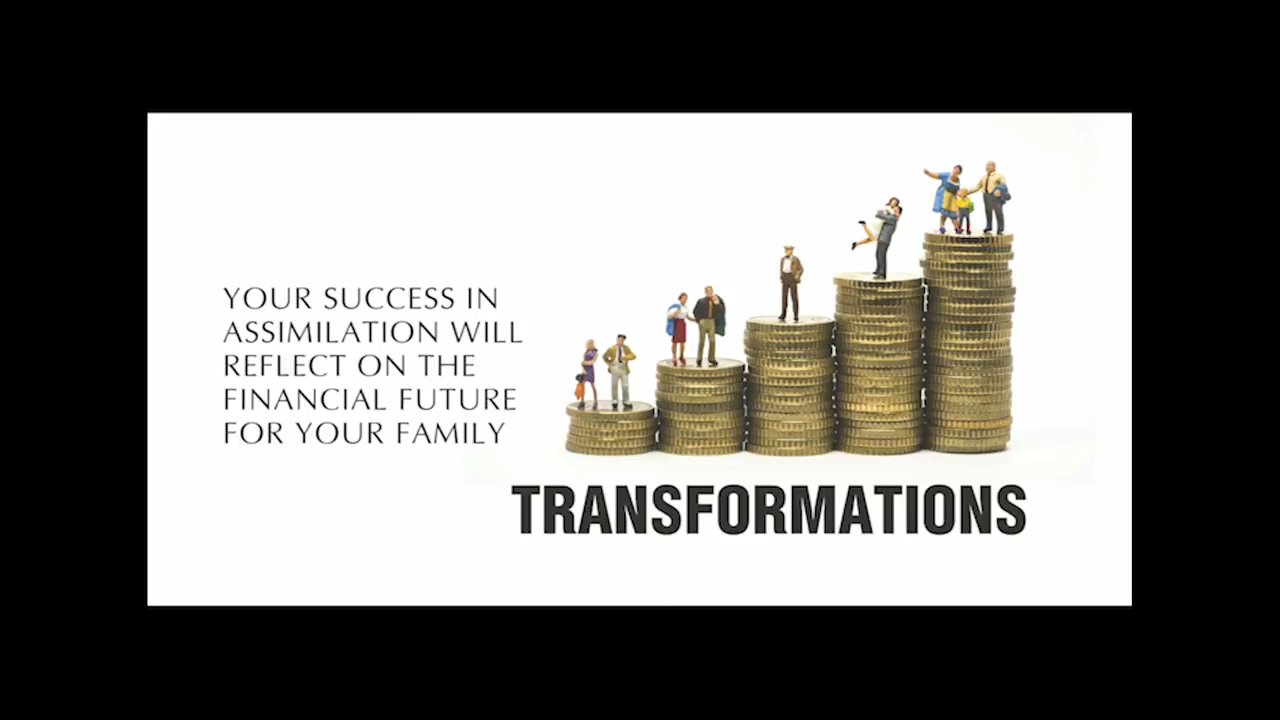 YOUR SUCCESS IN
ASSIMILATION WILL
REFLECT ON THE
FINANCIAL FUTURE
FOR YOUR FAMILY
TRANSFORMATIONS